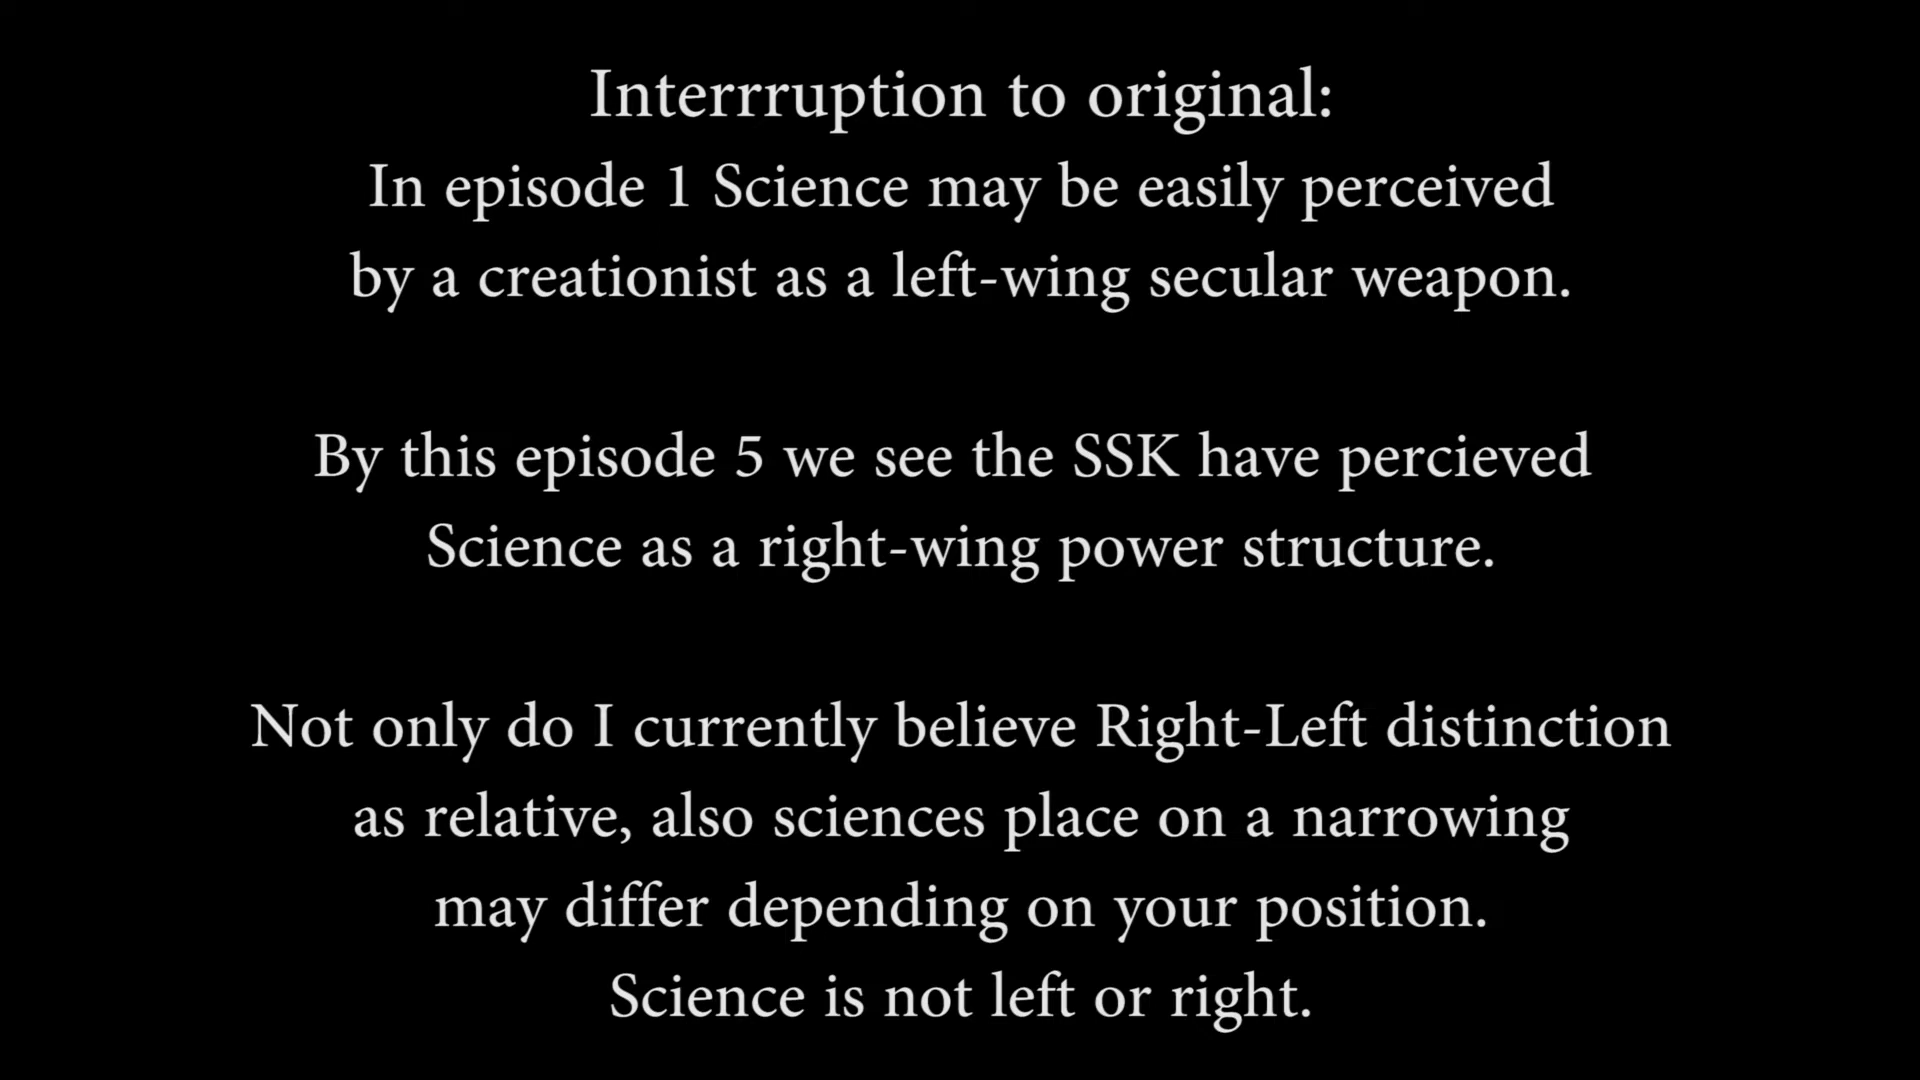 Interrruption to original:
In episode 1 Science may be easily perceived
by a creationist as a left-wing secular weapon.
By this episode 5 we see the SSK have percieved
Science as a right-wing power structure.
Not only do I currently believe Right-Left distinction
as relative, also sciences place on a narrowing
may differ depending on your position.
Science is not left or right.